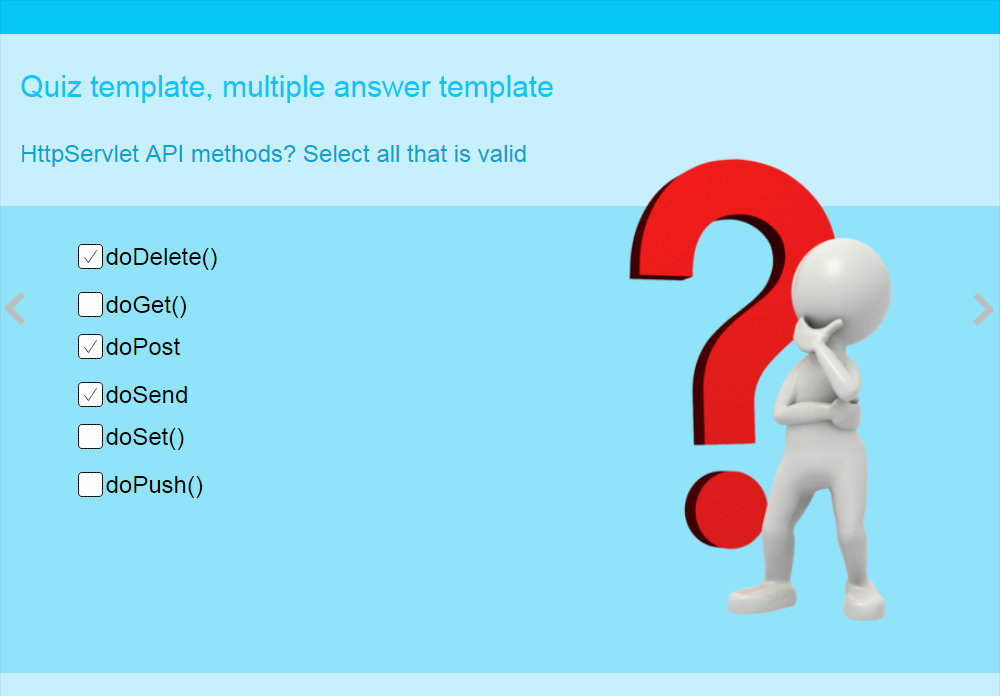 Quiz template, multiple answer template
HttpServlet API methods? Select all that is valid
doDelete()
doGet()
doPost
doSend
doSet()
doPush()